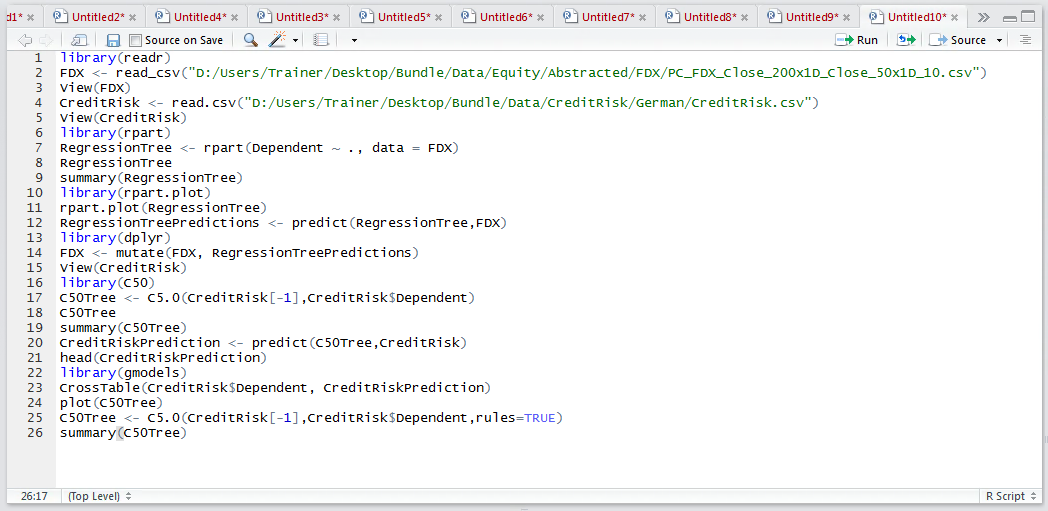 d1* Untitled2* Untitled4* Untitled3* Untitled5* Untitled6* Untitled7* Untitled8* Untitled9* Untitled10*
Source on Save Run Source
1 library(readr)
2 FDX <- read_csv("D:/Users/Trainer/Desktop/Bundle/Data/Equity/Abstracted/FDX/PC_FDX_Close_200x1D_Close_50x1D_10.csv")
3 View(FDX)
4 CreditRisk <- read.csv("D:/Users/Trainer/Desktop/Bundle/Data/CreditRisk/German/CreditRisk.csv")
5 View(CreditRisk)
6 library(rpart)
7 RegressionTree <- rpart(Dependent ~ ., data = FDX)
8 RegressionTree
9 summary(RegressionTree)
10 library(rpart.plot)
11 rpart.plot(RegressionTree)
12 RegressionTreePredictions <- predict(RegressionTree,FDX)
13 library(dplyr)
14 FDX <- mutate(FDX, RegressionTreePredictions)
15 View(CreditRisk)
16 library(C50)
17 C50Tree <- C5.0(CreditRisk[-1],CreditRisk$Dependent)
18 C50Tree
19 summary(C50Tree)
20 CreditRiskPrediction <- predict(C50Tree,CreditRisk)
21 head(CreditRiskPrediction)
22 library(gmodels)
23 CrossTable(CreditRisk$Dependent, CreditRiskPrediction)
24 plot(C50Tree)
25 C50Tree <- C5.0(CreditRisk[-1],CreditRisk$Dependent,rules=TRUE)
26 summary(C50Tree)
26:17 (Top Level) R Script